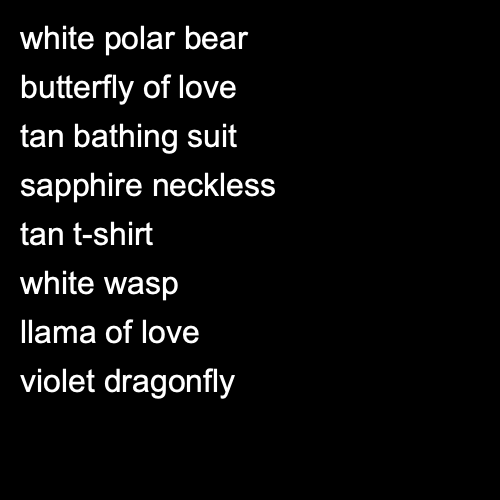 white polar bear
butterfly of love
tan bathing suit
sapphire neckless
tan t-shirt
white wasp
llama of love
violet dragonfly